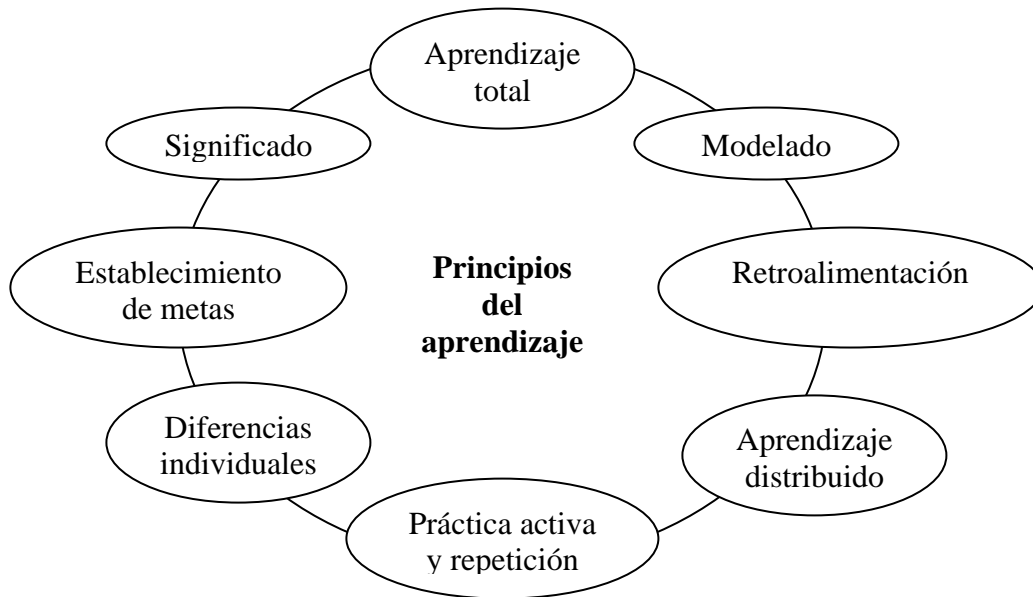 Aprendizaje
total
Significado
Modelado
Establecimiento
de metas
Principios
del
aprendizaje
Retroalimentación
Diferencias
individuales
Aprendizaje
distribuido
Práctica activa
y repetición